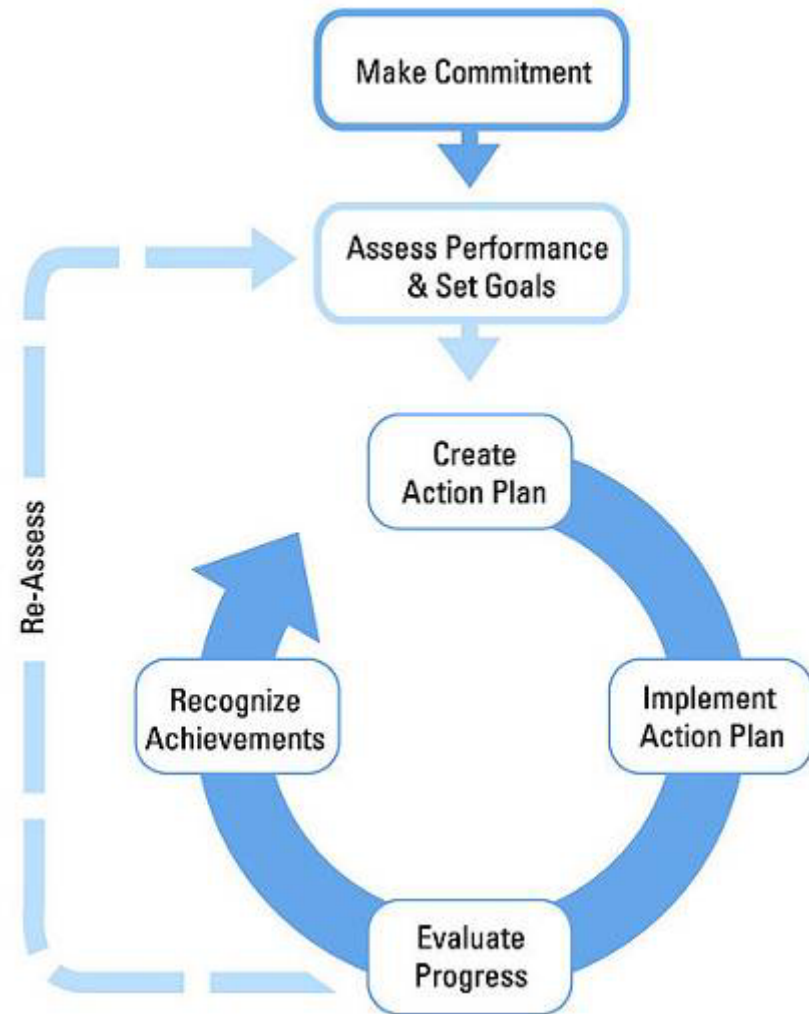 Make Commitment
Assess Performance
& Set Goals
Create
Action Plan
Implement
Action Plan
Evaluate
Progress
Recognize
Achievements
Re-Assess